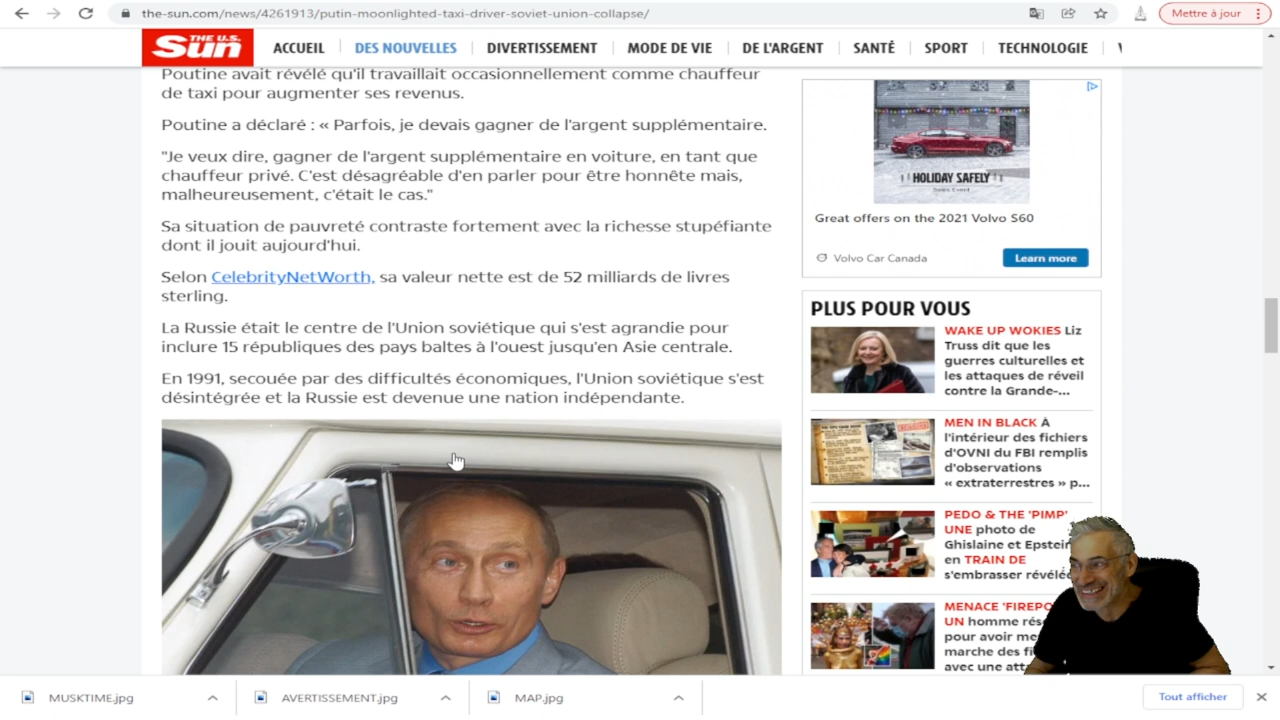 the-sun.com/news/4261913/putin-moonlighted-taxi-driver-soviet-union-collapse/
Mettre à jour
THE U.S.
Sun
ACCUEIL
DES NOUVELLES
DIVERTISSEMENT
MODE DE VIE
DE L'ARGENT
SANTÉ
SPORT
TECHNOLOGIE
Poutine avait révélé qu'il travaillait occasionnellement comme chauffeur
de taxi pour augmenter ses revenus.
Poutine a déclaré : « Parfois, je devais gagner de l'argent supplémentaire.
"Je veux dire, gagner de l'argent supplémentaire en voiture, en tant que
chauffeur privé. C'est désagréable d'en parler pour être honnête mais,
malheureusement, c'était le cas."
Sa situation de pauvreté contraste fortement avec la richesse stupéfiante
dont il jouit aujourd'hui.
Selon CelebrityNetWorth, sa valeur nette est de 52 milliards de livres
sterling.
La Russie était le centre de l'Union soviétique qui s'est agrandie pour
inclure 15 républiques des pays baltes à l'ouest jusqu'en Asie centrale.
En 1991, secouée par des difficultés économiques, l'Union soviétique s'est
désintégrée et la Russie est devenue une nation indépendante.
HOLIDAY SAFELY
Great offers on the 2021 Volvo S60
Volvo Car Canada
Learn more
PLUS POUR VOUS
WAKE UP WOKIES Liz
Truss dit que les
guerres culturelles et
les attaques de réveil
contre la Grande-...
MEN IN BLACK À
l'intérieur des fichiers
d'OVNI du FBI remplis
d'observations
« extraterrestres » p...
PEDO & THE 'PIMP'
UNE photo de
Ghislaine et Epstein
en TRAIN DE
s'embrasser révélée
MENACE 'FIREPO
UN homme rés
pour avoir me
marche des fi
avec une atta
MUSKTIME.jpg
AVERTISSEMENT.jpg
MAP.jpg
Tout afficher